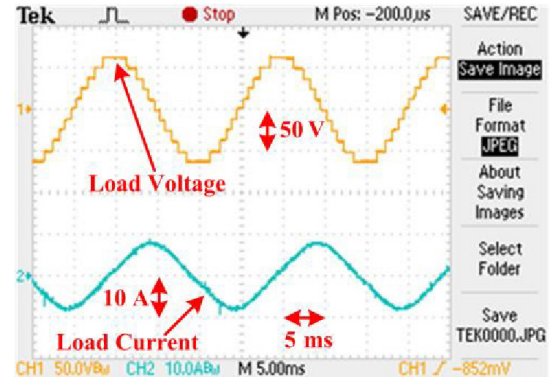 Tek
Stop
M Pos: -200.0µs
SAVE/REC
Action
Save Image
File
Format
JPEG
About
Saving
Images
Select
Folder
Save
TEK0000.JPG
1
50 V
Load Voltage
2
10 A
Load Current
5 ms
CH1 50.0VBw
CH2 10.0ABw
M 5.00ms
CH1
-852mV